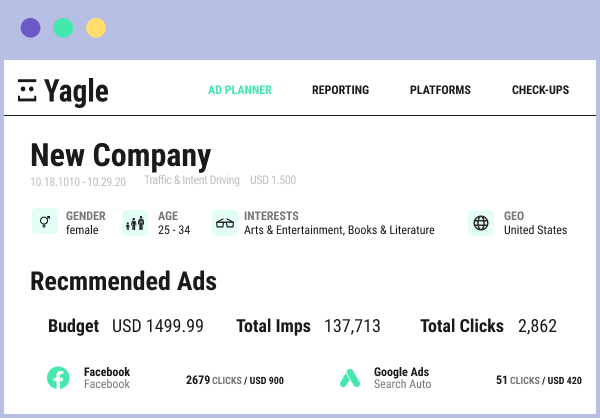 Yagle AD PLANNER REPORTING PLATFORMS CHECK-UPS
New Company
10.18.1010 - 10.29.20 Traffic & Intent Driving USD 1.500
GENDER AGE INTERESTS GEO
female 25 - 34 Arts & Entertainment, Books & Literature United States
Recmmended Ads
Budget USD 1499.99 Total Imps 137,713 Total Clicks 2,862
Facebook Google Ads
Facebook 2679 CLICKS / USD 900 Search Auto 51 CLICKS / USD 420